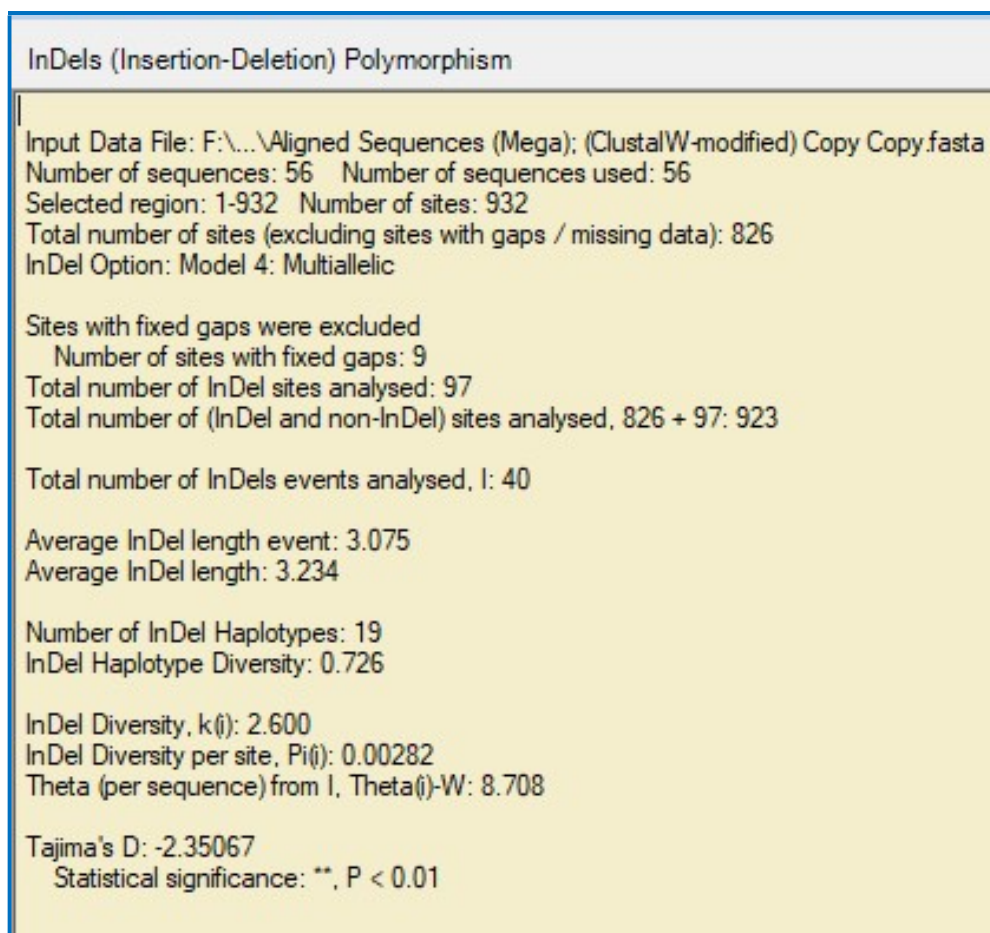 InDels (Insertion-Deletion) Polymorphism
Input Data File: F:\...\Aligned Sequences (Mega); (ClustalW-modified) Copy Copy.fasta
Number of sequences: 56 Number of sequences used: 56
Selected region: 1-932 Number of sites: 932
Total number of sites (excluding sites with gaps / missing data): 826
InDel Option: Model 4: Multiallelic
Sites with fixed gaps were excluded
Number of sites with fixed gaps: 9
Total number of InDel sites analysed: 97
Total number of (InDel and non-InDel) sites analysed, 826 + 97: 923
Total number of InDels events analysed, I: 40
Average InDel length event: 3.075
Average InDel length: 3.234
Number of InDel Haplotypes: 19
InDel Haplotype Diversity: 0.726
InDel Diversity, k(i): 2.600
InDel Diversity per site, Pi(i): 0.00282
Theta (per sequence) from I, Theta(i)-W: 8.708
Tajima's D: -2.35067
Statistical significance: **, P < 0.01